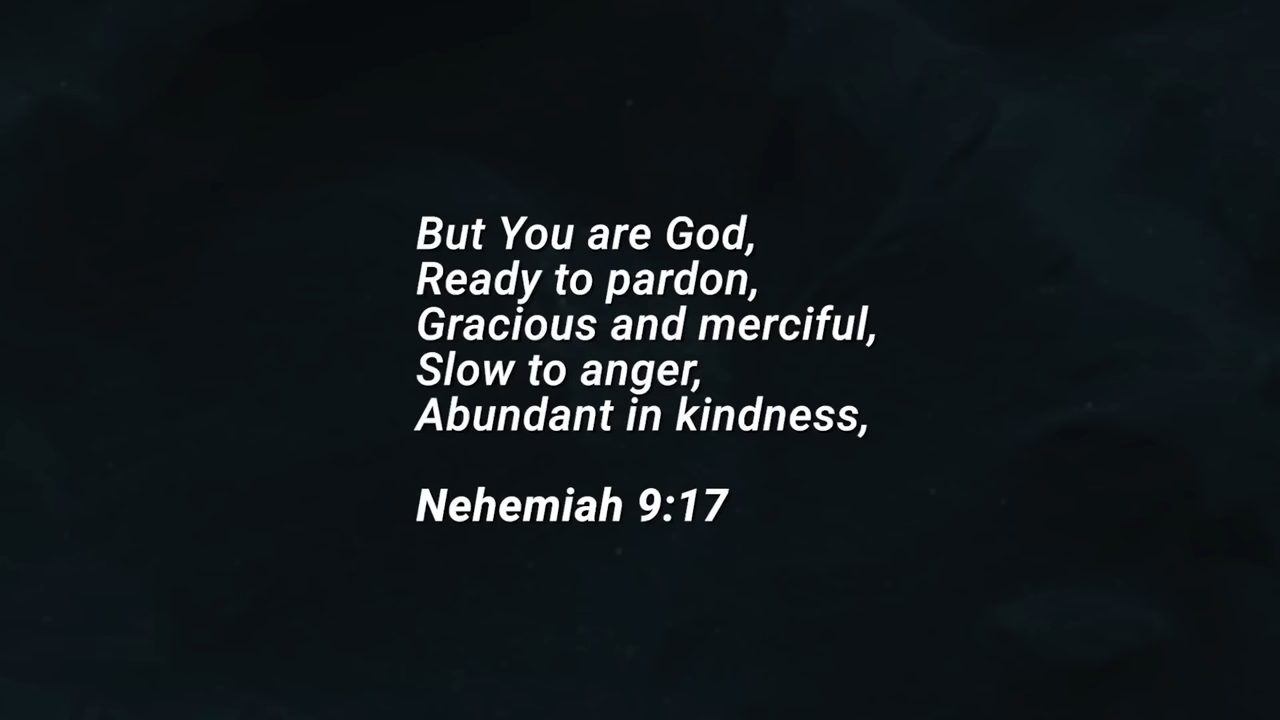 But You are God,
Ready to pardon,
Gracious and merciful,
Slow to anger,
Abundant in kindness,
Nehemiah 9:17